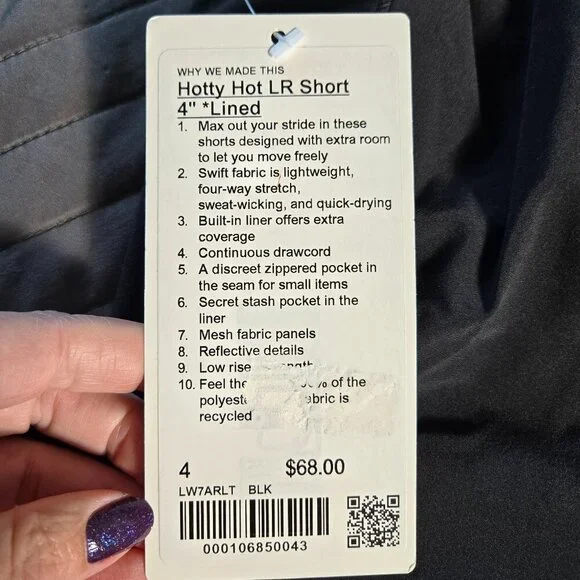 WHY WE MADE THIS
Hotty Hot LR Short
4" *Lined
1. Max out your stride in these
shorts designed with extra room
to let you move freely
2. Swift fabric is lightweight,
four-way stretch,
sweat-wicking, and quick-drying
3. Built-in liner offers extra
coverage
4. Continuous drawcord
5. A discreet zippered pocket in
the seam for small items
6. Secret stash pocket in the
liner
7. Mesh fabric panels
8. Reflective details
9. Low rise
10. Feel the % of the
is
recycled
4 $68.00
LW7ARLT BLK
000106850043